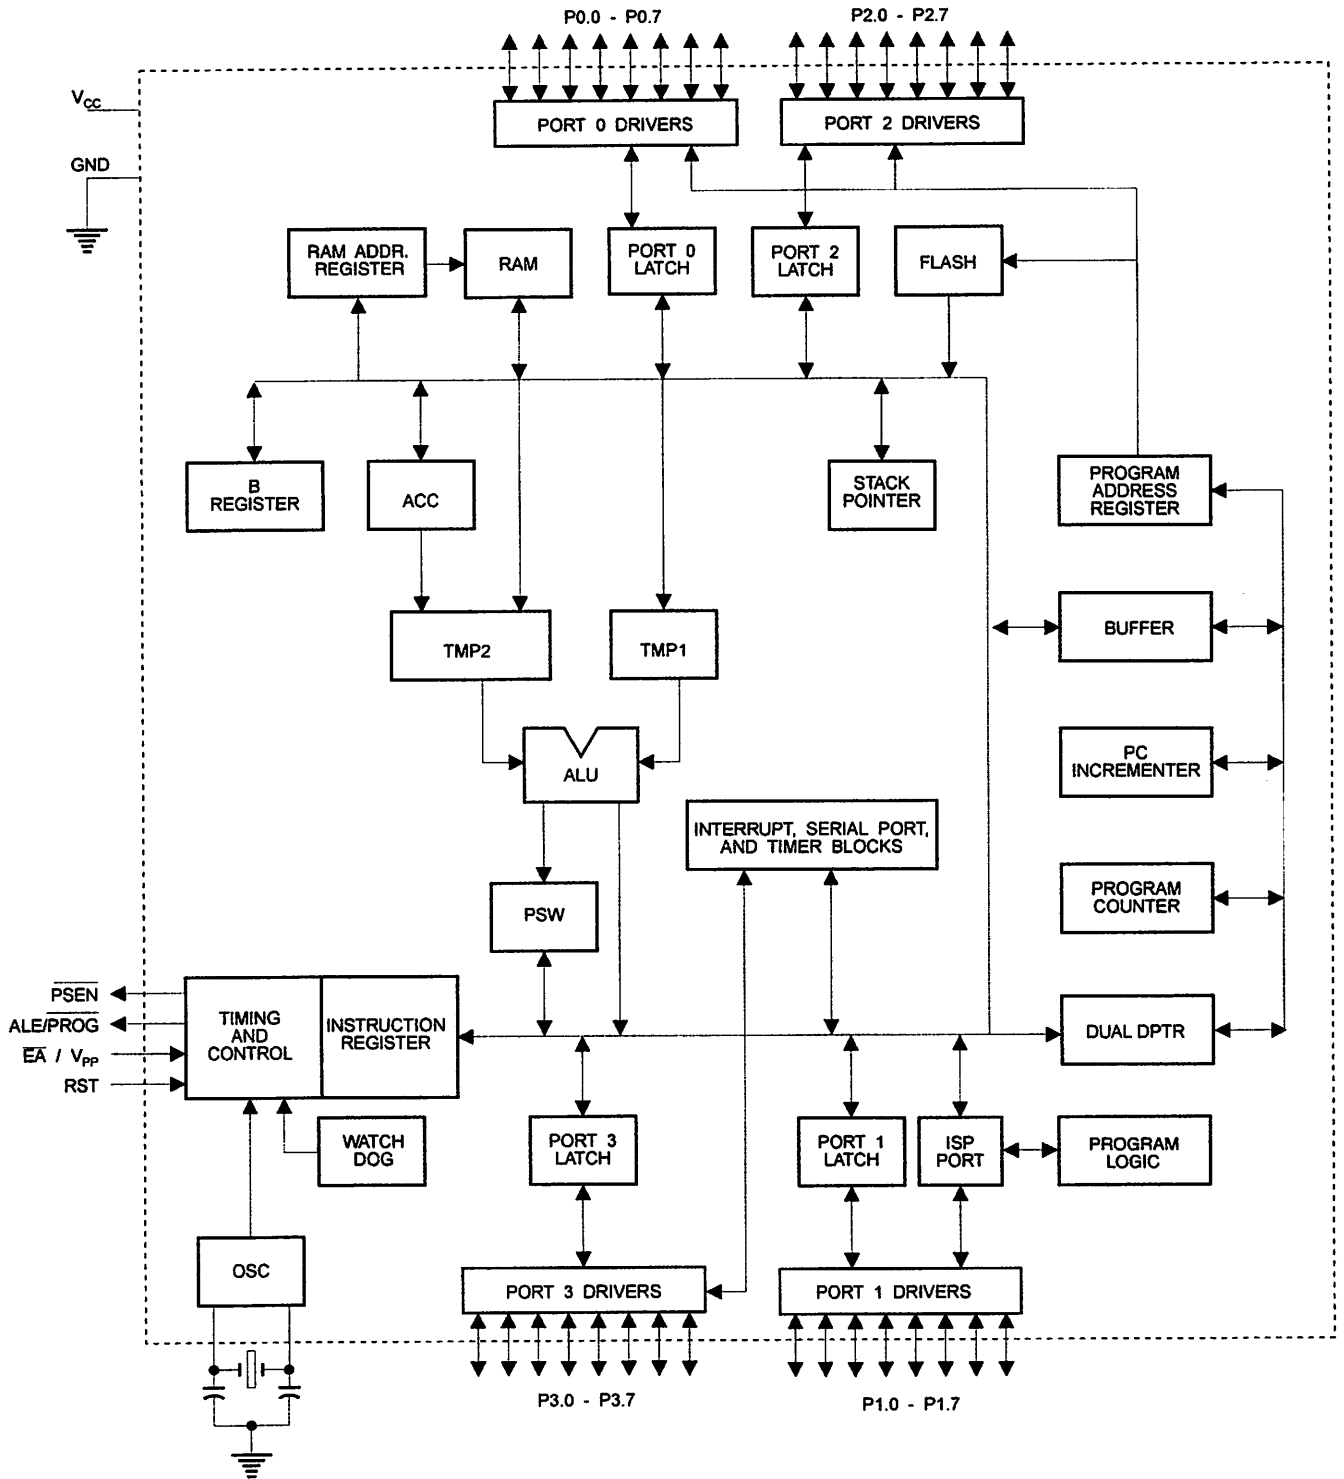 P0.0 - P0.7
P2.0 - P2.7
VCC
GND
PORT 0 DRIVERS
PORT 2 DRIVERS
RAM ADDR.
REGISTER
RAM
PORT 0
LATCH
PORT 2
LATCH
FLASH
B
REGISTER
ACC
STACK
POINTER
PROGRAM
ADDRESS
REGISTER
TMP2
TMP1
BUFFER
ALU
PC
INCREMENTER
INTERRUPT, SERIAL PORT,
AND TIMER BLOCKS
PSW
PROGRAM
COUNTER
PSEN
ALE/PROG
EA / VPP
RST
TIMING
AND
CONTROL
INSTRUCTION
REGISTER
DUAL DPTR
WATCH
DOG
PORT 3
LATCH
PORT 1
LATCH
ISP
PORT
PROGRAM
LOGIC
OSC
PORT 3 DRIVERS
PORT 1 DRIVERS
P3.0 - P3.7
P1.0 - P1.7